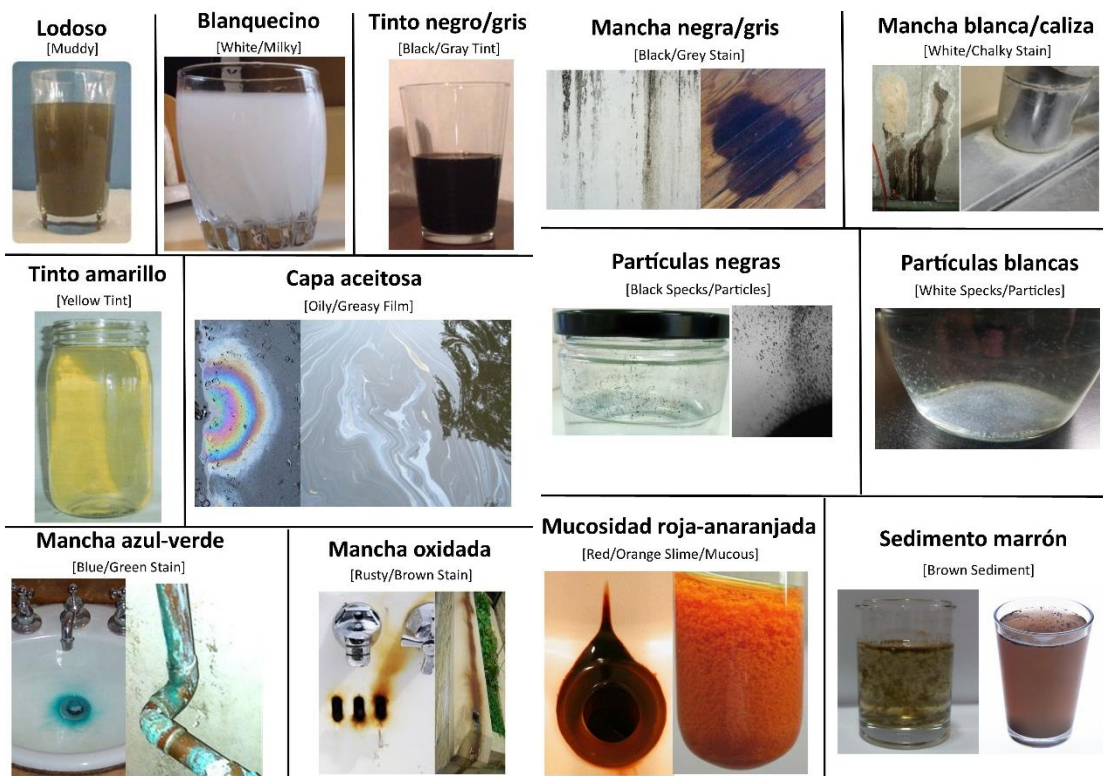 Lodoso
[Muddy]
Blanquecino
[White/Milky]
Tinto negro/gris
[Black/Gray Tint]
Mancha negra/gris
[Black/Grey Stain]
Mancha blanca/caliza
[White/Chalky Stain]
Tinto amarillo
[Yellow Tint]
Capa aceitosa
[Oily/Greasy Film]
Partículas negras
[Black Specks/Particles]
Partículas blancas
[White Specks/Particles]
Mancha azul-verde
[Blue/Green Stain]
Mancha oxidada
[Rusty/Brown Stain]
Mucosidad roja-anaranjada
[Red/Orange Slime/Mucous]
Sedimento marrón
[Brown Sediment]